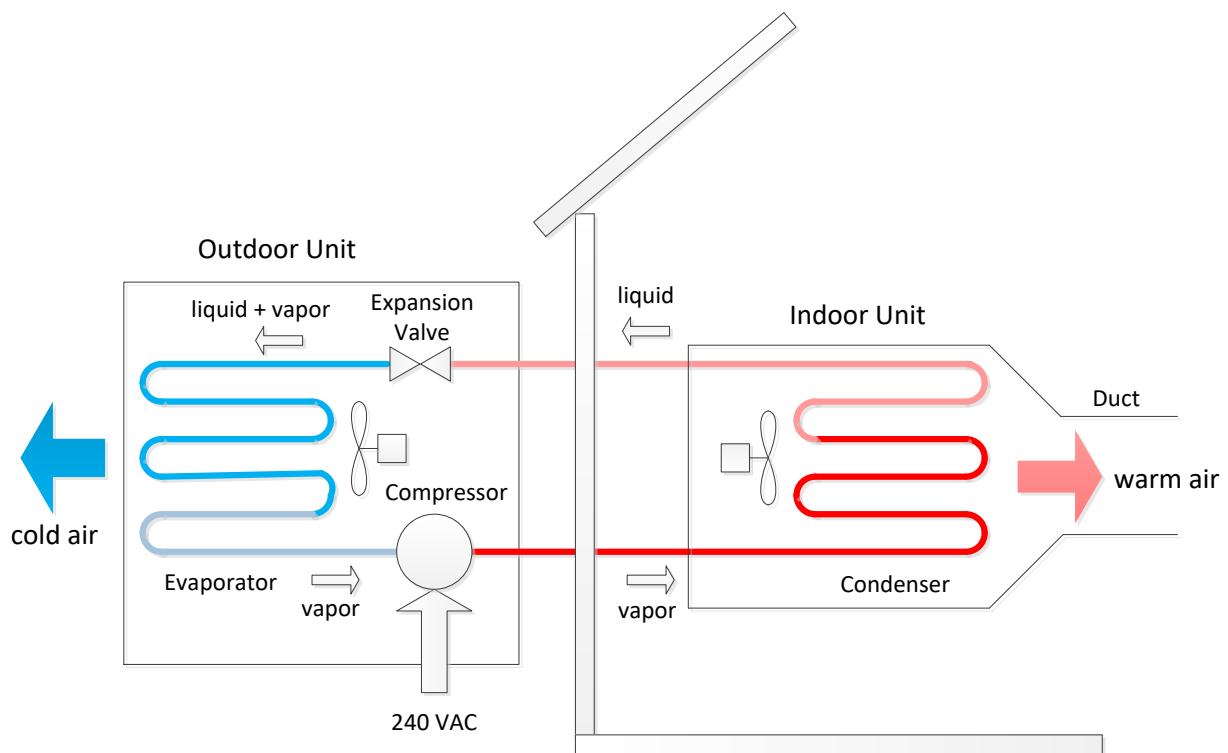 Outdoor Unit
liquid + vapor
Expansion
Valve
liquid
Indoor Unit
Duct
warm air
cold air
Compressor
Evaporator
vapor
vapor
Condenser
240 VAC